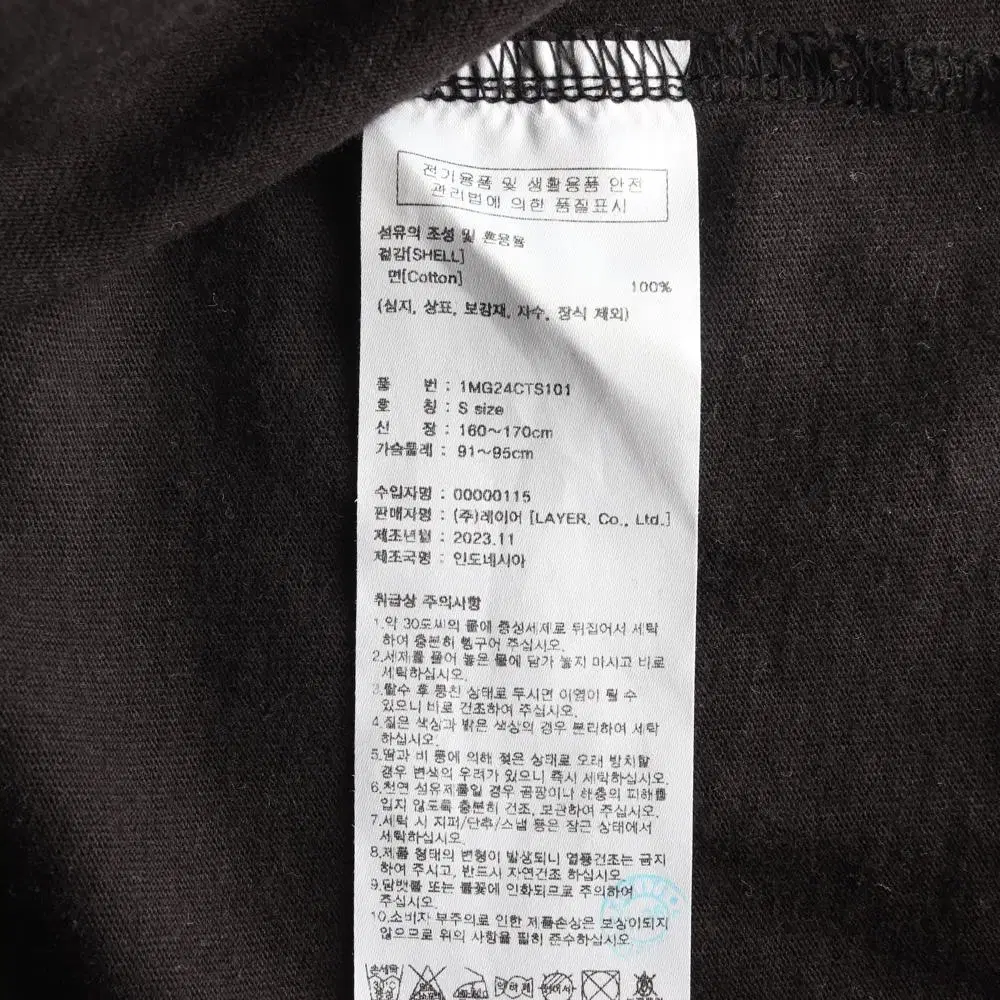 전기용품 및 생활용품 안전
관리법에 의한 품질표시
섬유의 조성 및 혼용율
겉감[SHELL]
면[Cotton] 100%
(심지, 상표, 보강재, 자수, 장식 제외)
품 번 : 1MG24CTS101
호 칭 : S size
신 장 : 160~170cm
가슴둘레 : 91~95cm
수입자명 : 00000115
판매자명 : (주)레이어 [LAYER. Co., Ltd.]
제조년월 : 2023.11
제조국명 : 인도네시아
취급상 주의사항
1.약 30도씨의 물에 중성세제로 뒤집어서 세탁
하여 충분히 헹구어 주십시오.
2.세제를 풀어 놓은 물에 담가 놓지 마시고 바로
세탁하십시오.
3.탈수 후 뭉친 상태로 두시면 이염이 될 수
있으니 바로 건조하여 주십시오.
4.짙은 색상과 밝은 색상의 경우 분리하여 세탁
하십시오.
5.땀과 비 등에 의해 젖은 상태로 오래 방치할
경우 변색의 우려가 있으니 즉시 세탁하십시오.
6.천연 섬유제품일 경우 곰팡이나 해충의 피해를
입지 않도록 충분히 건조, 보관하여 주십시오.
7.세탁 시 지퍼/단추/스냅 등은 잠근 상태에서
세탁하십시오.
8.제품 형태의 변형이 발생되니 열풍건조는 금지
하여 주시고, 반드시 자연건조 하십시오.
9.담뱃불 또는 불꽃에 인화되므로 주의하여
주십시오.
10.소비자 부주의로 인한 제품손상은 보상이되지
않으므로 위의 사항을 필히 준수하십시오.
손세탁
30°C
중성
약하게